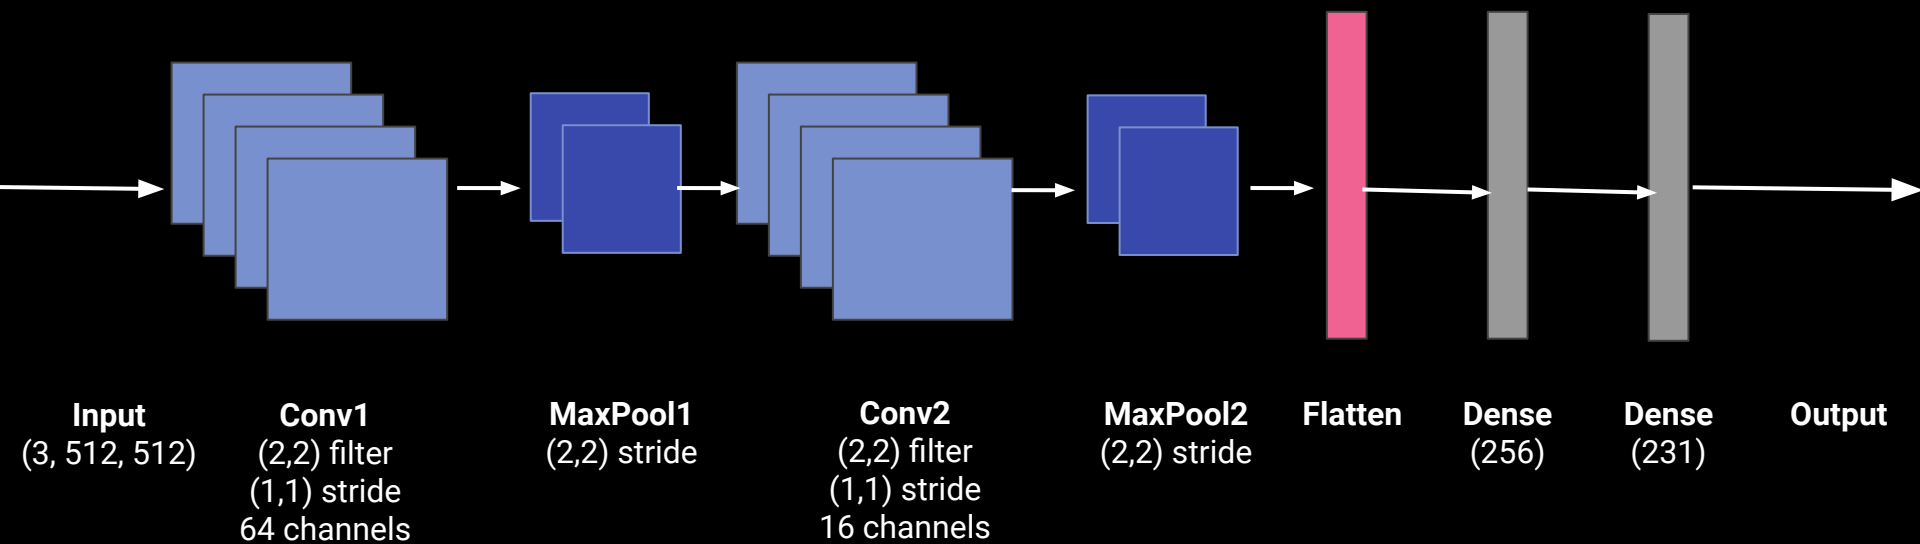 Input
(3, 512, 512)
Conv1
(2,2) filter
(1,1) stride
64 channels
MaxPool1
(2,2) stride
Conv2
(2,2) filter
(1,1) stride
16 channels
MaxPool2
(2,2) stride
Flatten
Dense
(256)
Dense
(231)
Output